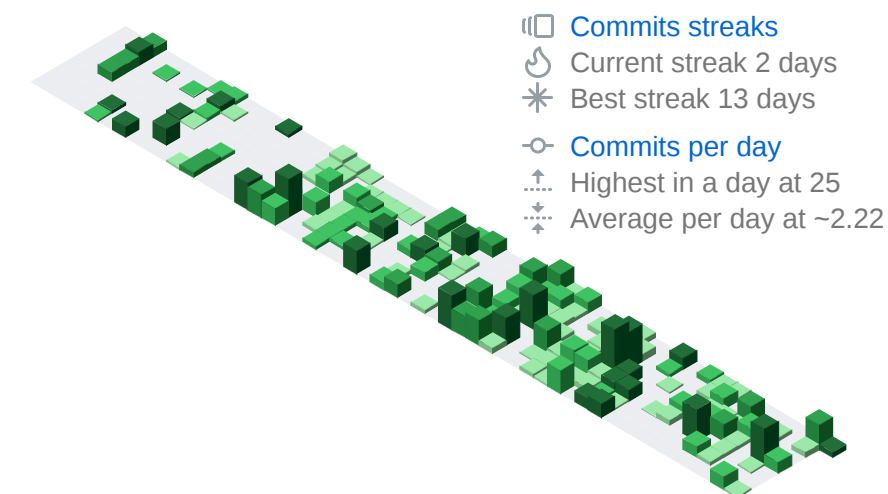 Commits streaks
Current streak 2 days
Best streak 13 days
Commits per day
Highest in a day at 25
Average per day at ~2.22